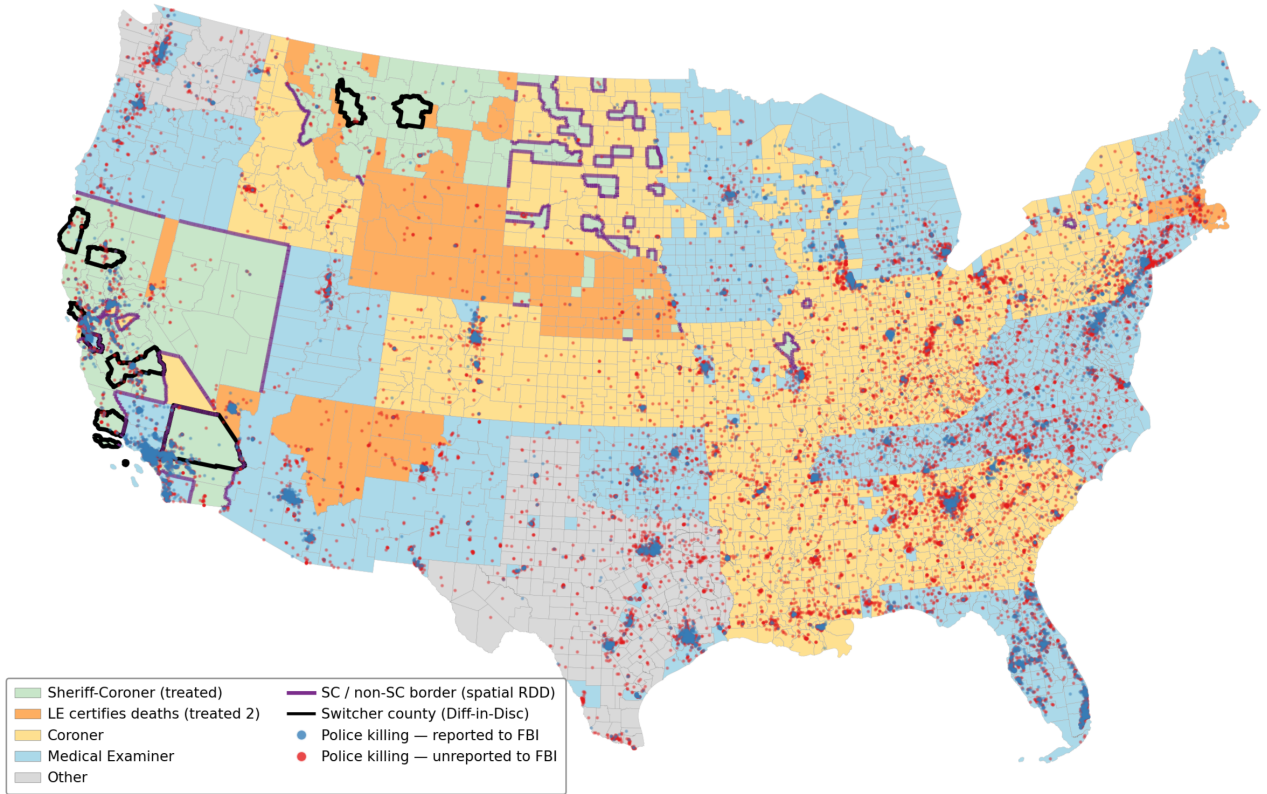 Sheriff-Coroner (treated)
LE certifies deaths (treated 2)
Coroner
Medical Examiner
Other
SC / non-SC border (spatial RDD)
Switcher county (Diff-in-Disc)
Police killing — reported to FBI
Police killing — unreported to FBI